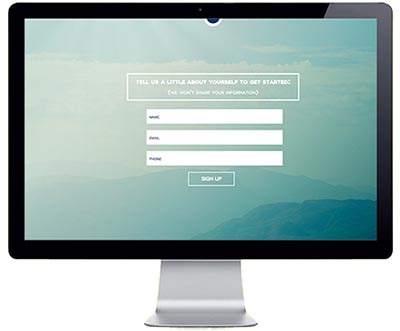 TELL US A LITTLE ABOUT YOURSELF TO GET STARTED:
(WE WON'T SHARE YOUR INFORMATION)
NAME
EMAIL
PHONE
SIGN UP